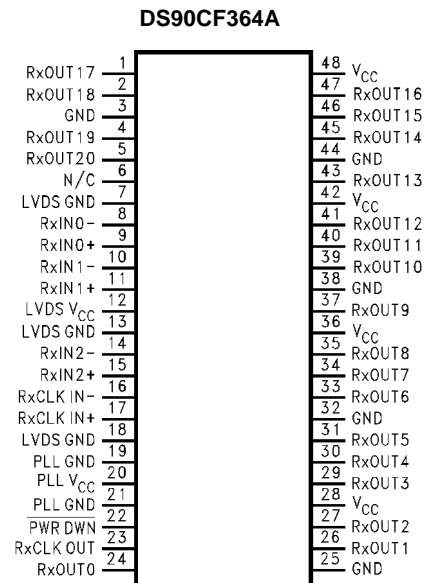 DS90CF364A
RxOUT17 1
RxOUT18 2
GND 3
RxOUT19 4
RxOUT20 5
N/C 6
LVDS GND 7
RxIN0- 8
RxIN0+ 9
RxIN1- 10
RxIN1+ 11
LVDS VCC 12
LVDS GND 13
RxIN2- 14
RxIN2+ 15
RxCLK IN- 16
RxCLK IN+ 17
LVDS GND 18
PLL GND 19
PLL VCC 20
PLL GND 21
PWR DWN 22
RxCLK OUT 23
RxOUT0 24
48 VCC
47 RxOUT16
46 RxOUT15
45 RxOUT14
44 GND
43 RxOUT13
42 VCC
41 RxOUT12
40 RxOUT11
39 RxOUT10
38 GND
37 RxOUT9
36 VCC
35 RxOUT8
34 RxOUT7
33 RxOUT6
32 GND
31 RxOUT5
30 RxOUT4
29 RxOUT3
28 VCC
27 RxOUT2
26 RxOUT1
25 GND